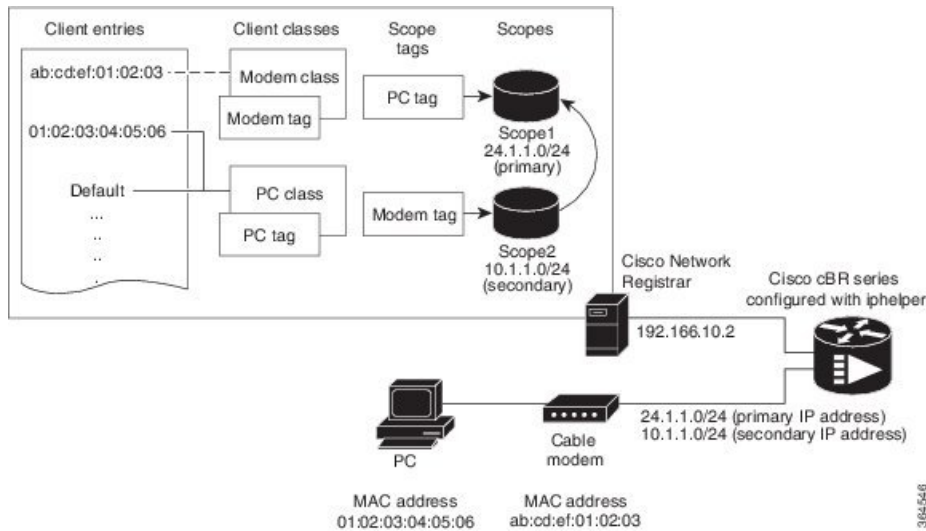 Client entries
Client classes
Scope
tags
Scopes
ab:cd:ef:01:02:03
Modem class
Modem tag
PC tag
Scope1
24.1.1.0/24
(primary)
01:02:03:04:05:06
Default
...
..
..
.
PC class
PC tag
Modem tag
Scope2
10.1.1.0/24
(secondary)
Cisco Network
Registrar
192.166.10.2
Cisco cBR series
configured with iphelper
24.1.1.0/24 (primary IP address)
10.1.1.0/24 (secondary IP address)
PC
Cable
modem
MAC address
01:02:03:04:05:06
MAC address
ab:cd:ef:01:02:03
364546